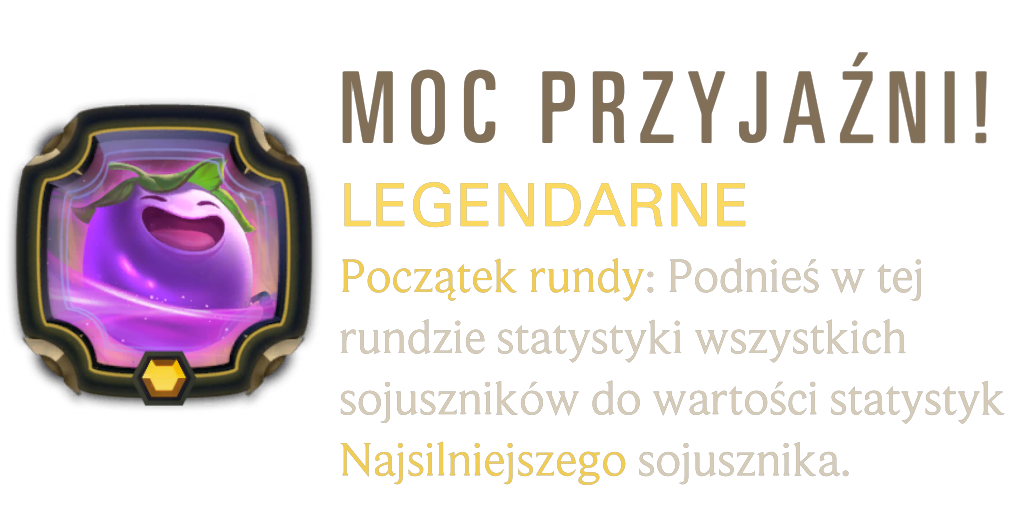 MOC PRZYJAŹNI!
LEGENDARNE
Początek rundy: Podnieś w tej
rundzie statystyki wszystkich
sojuszników do wartości statystyk
Najsilniejszego sojusznika.